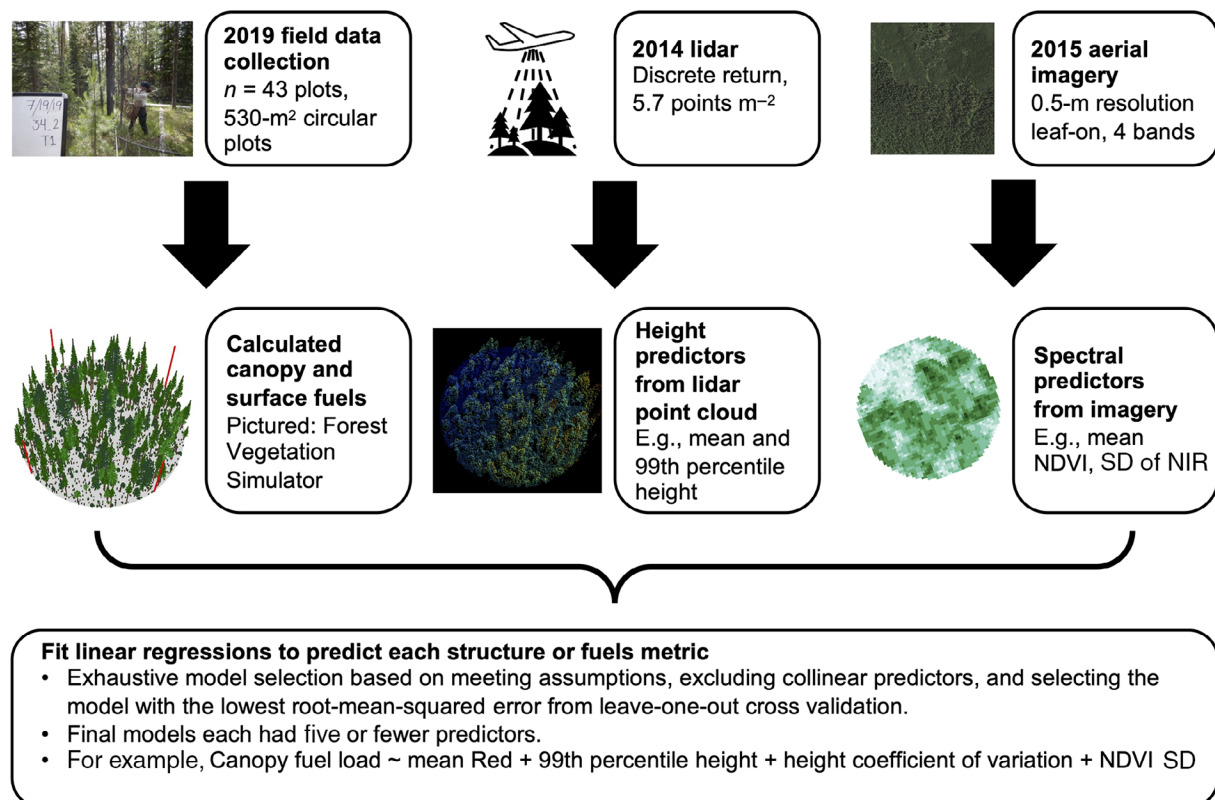 7/19/19
34_2
T1
2019 field data
collection
n = 43 plots,
530-m² circular
plots
2014 lidar
Discrete return,
5.7 points m⁻²
2015 aerial
imagery
0.5-m resolution
leaf-on, 4 bands
Calculated
canopy and
surface fuels
Pictured: Forest
Vegetation
Simulator
Height
predictors
from lidar
point cloud
E.g., mean and
99th percentile
height
Spectral
predictors
from imagery
E.g., mean
NDVI, SD of NIR
Fit linear regressions to predict each structure or fuels metric
• Exhaustive model selection based on meeting assumptions, excluding collinear predictors, and selecting the
model with the lowest root-mean-squared error from leave-one-out cross validation.
• Final models each had five or fewer predictors.
• For example, Canopy fuel load ~ mean Red + 99th percentile height + height coefficient of variation + NDVI SD